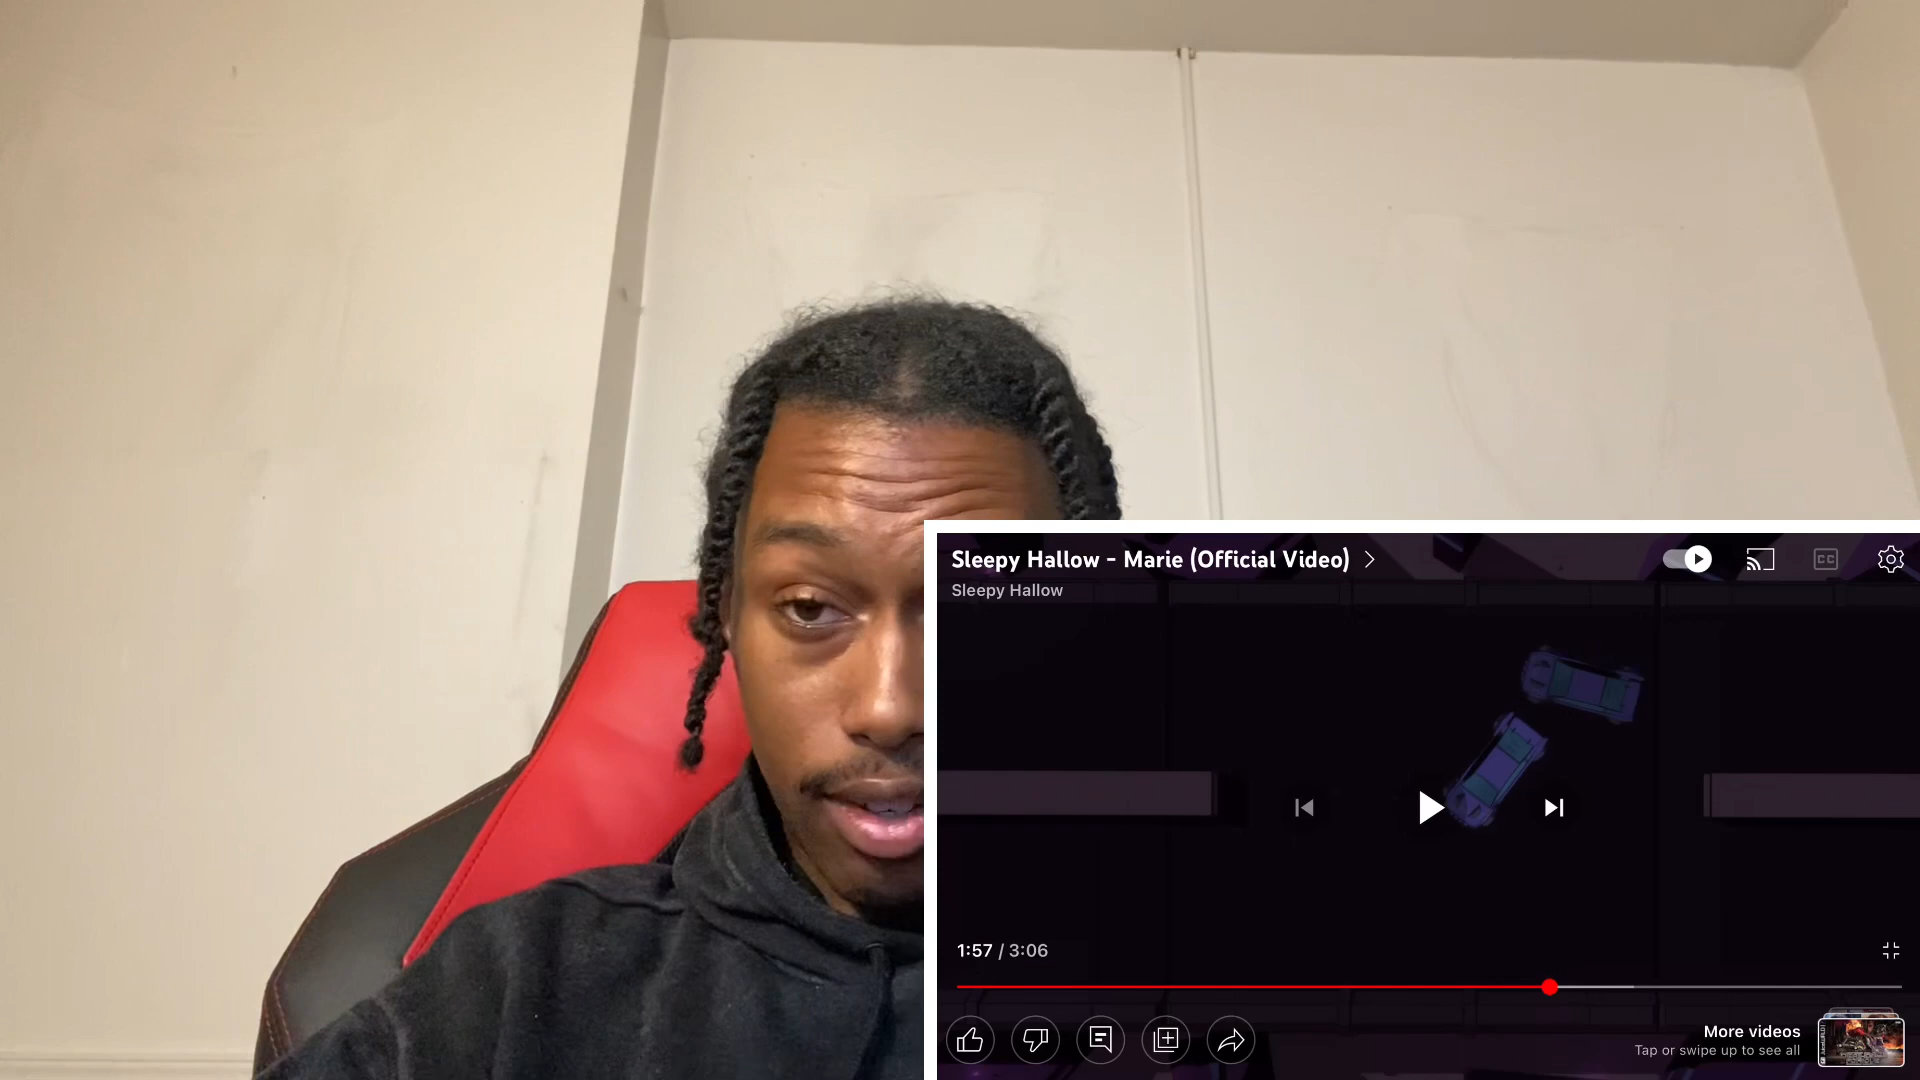 Sleepy Hallow - Marie (Official Video)
Sleepy Hallow
CC
1:57 / 3:06
More videos
Tap or swipe up to see all